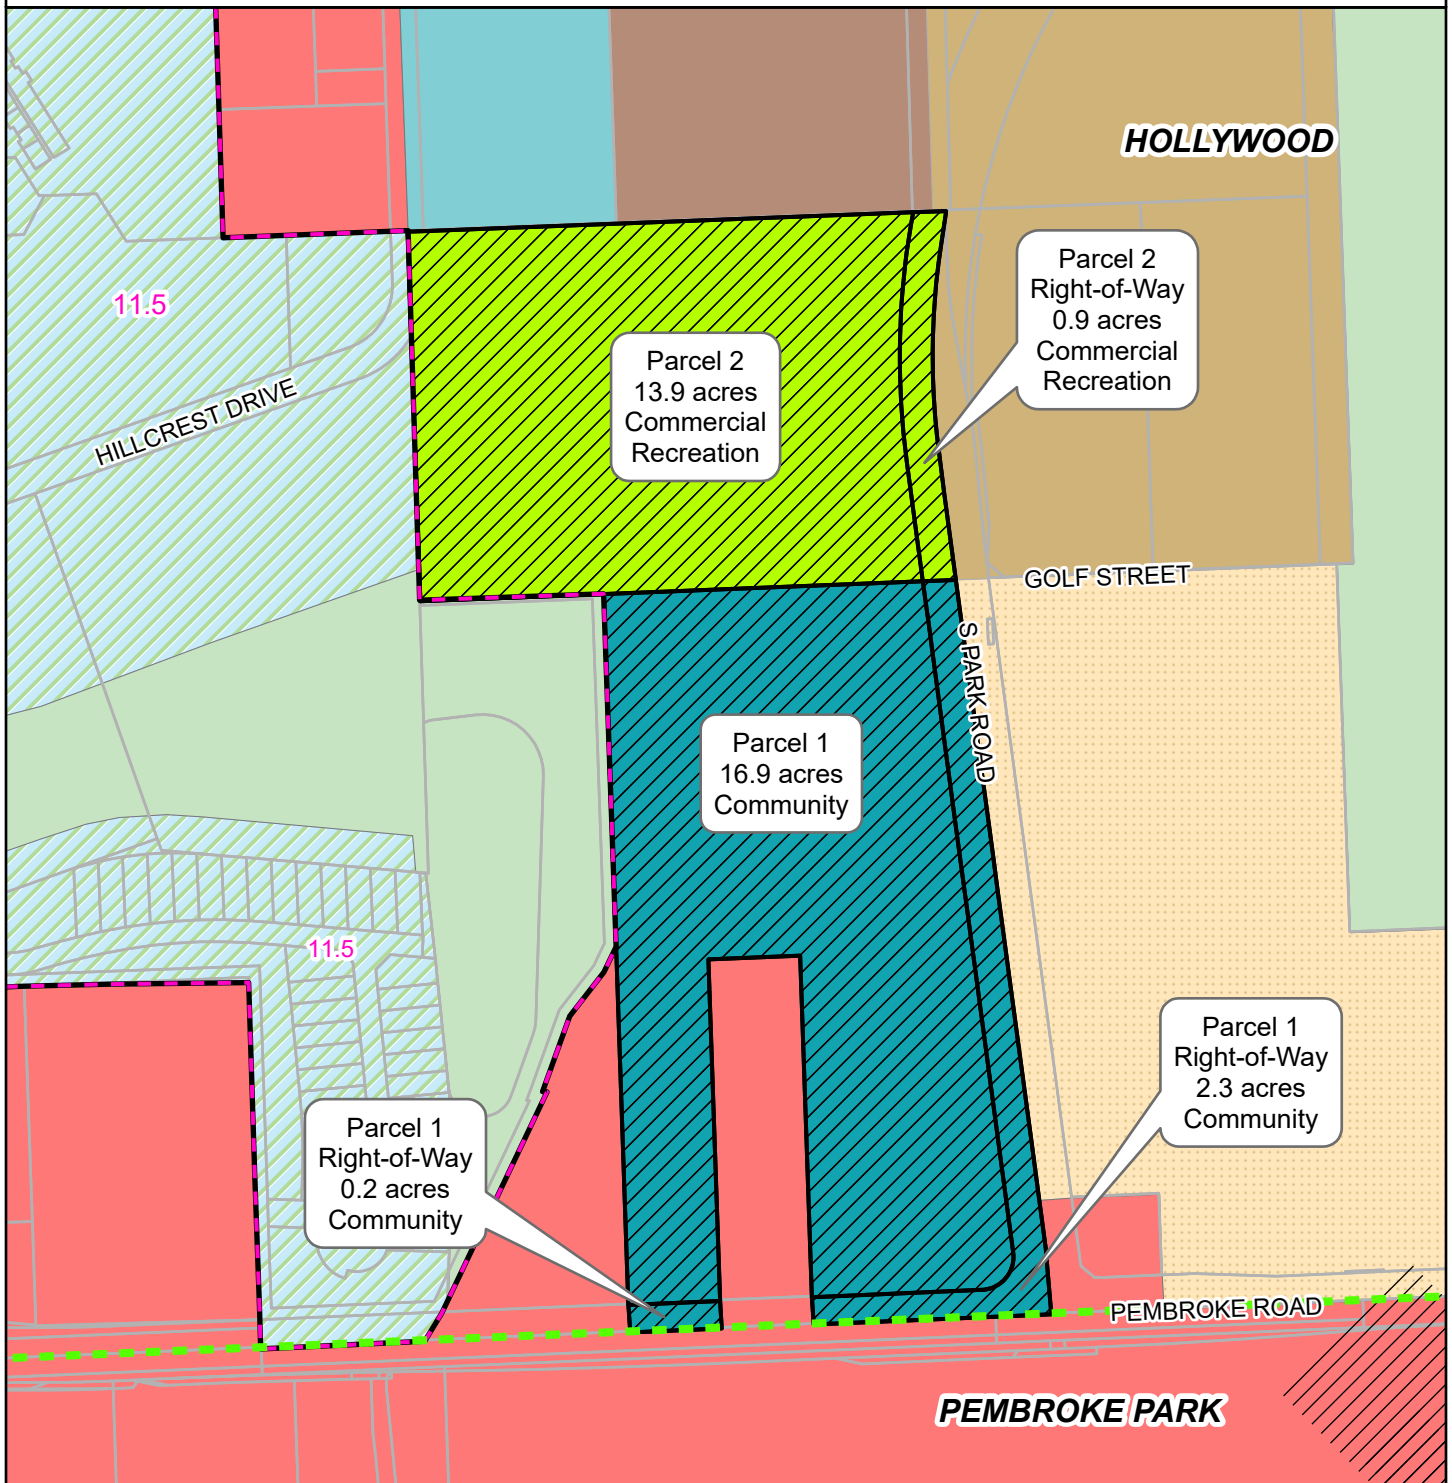 HOLLYWOOD
Parcel 2
Right-of-Way
0.9 acres
Commercial
Recreation
11.5
Parcel 2
13.9 acres
Commercial
Recreation
HILLCREST DRIVE
GOLF STREET
S PARK ROAD
Parcel 1
16.9 acres
Community
11.5
Parcel 1
Right-of-Way
2.3 acres
Community
Parcel 1
Right-of-Way
0.2 acres
Community
PEMBROKE ROAD
PEMBROKE PARK